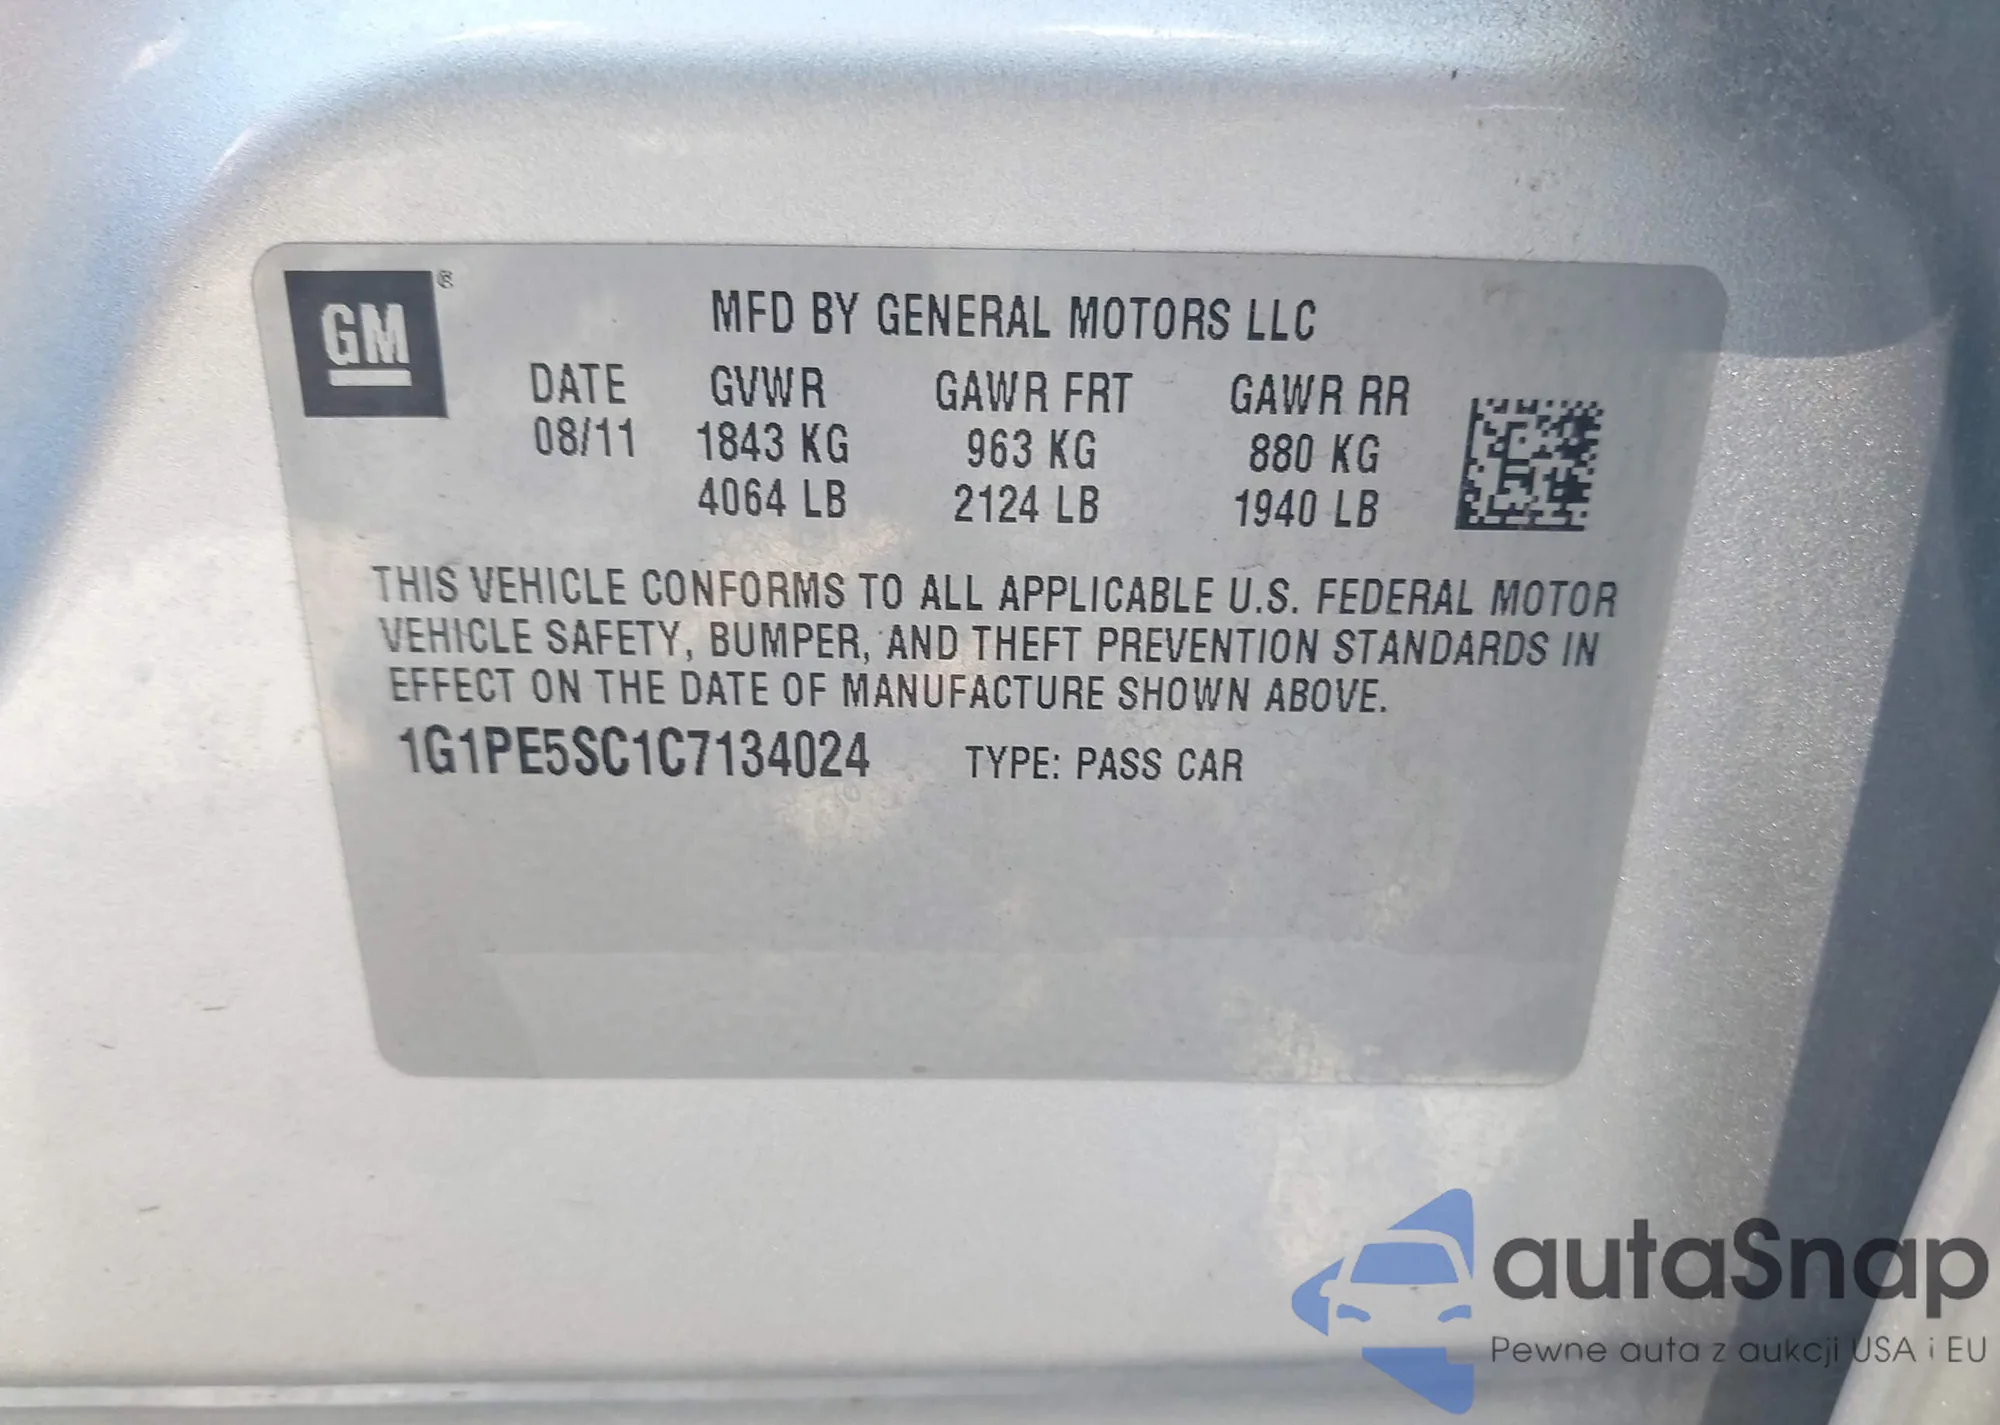 GM®
MFD BY GENERAL MOTORS LLC
DATE GVWR GAWR FRT GAWR RR
08/11 1843 KG 963 KG 880 KG
4064 LB 2124 LB 1940 LB
THIS VEHICLE CONFORMS TO ALL APPLICABLE U.S. FEDERAL MOTOR
VEHICLE SAFETY, BUMPER, AND THEFT PREVENTION STANDARDS IN
EFFECT ON THE DATE OF MANUFACTURE SHOWN ABOVE.
1G1PE5SC1C7134024 TYPE: PASS CAR
autaSnap
Pewne auta z aukcji USA i EU